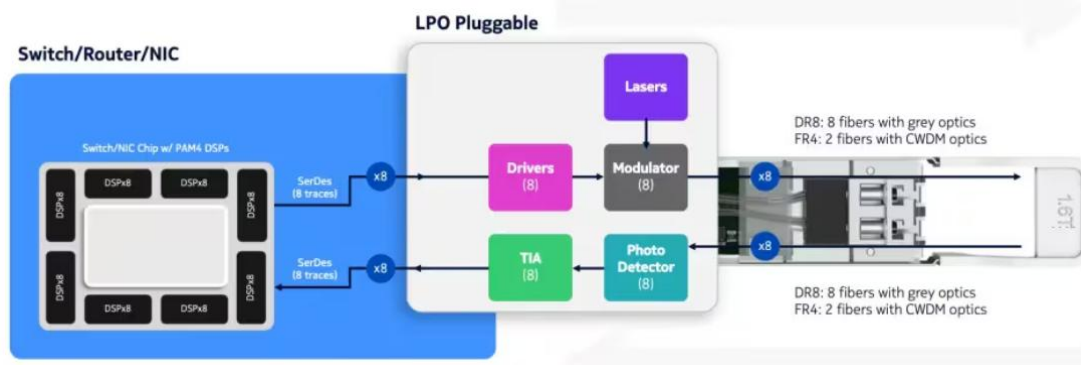 LPO Pluggable
Switch/Router/NIC
Lasers
DR8: 8 fibers with grey optics
FR4: 2 fibers with CWDM optics
Switch/NIC Chip w/ PAM4 DSPs
DSPx8
DSPx8
DSPx8
DSPx8
SerDes
(8 traces)
x8
Drivers
(8)
Modulator
(8)
x8
1.6T
SerDes
(8 traces)
x8
TIA
(8)
Photo
Detector
(8)
x8
DSPx8
DSPx8
DSPx8
DSPx8
DR8: 8 fibers with grey optics
FR4: 2 fibers with CWDM optics